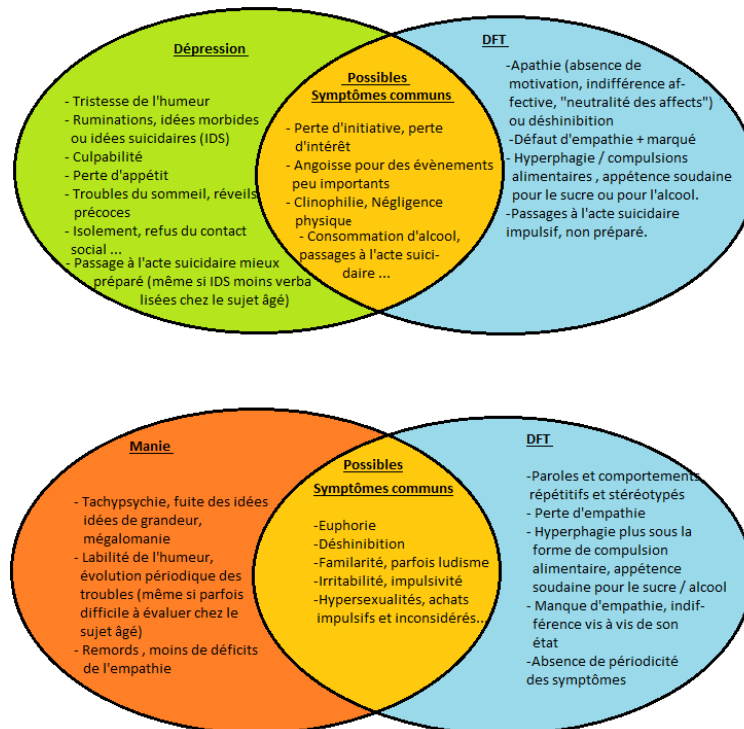 Dépression
- Tristesse de l'humeur
- Ruminations, idées morbides
ou idées suicidaires (IDS)
- Culpabilité
- Perte d'appétit
- Troubles du sommeil, réveils
précoces
- Isolement, refus du contact
social ...
- Passage à l'acte suicidaire mieux
préparé (même si IDS moins verba
lisées chez le sujet âgé)
Possibles
Symptômes communs
- Perte d'initiative, perte
d'intérêt
- Angoisse pour des évènements
peu importants
- Clinophilie, Négligence
physique
- Consommation d'alcool,
passages à l'acte suici-
daire ...
DFT
-Apathie (absence de
motivation, indifférence af-
fective, "neutralité des affects")
ou déshinibition
-Défaut d'empathie + marqué
- Hyperphagie / compulsions
alimentaires , appétence soudaine
pour le sucre ou pour l'alcool.
-Passages à l'acte suicidaire
impulsif, non préparé.
Manie
- Tachypsychie, fuite des idées
idées de grandeur,
mégalomanie
- Labilité de l'humeur,
évolution périodique des
troubles (même si parfois
difficile à évaluer chez le
sujet âgé)
- Remords , moins de déficits
de l'empathie
Possibles
Symptômes communs
-Euphorie
-Déshinibition
-Familarité, parfois ludisme
-Irritabilité, impulsivité
-Hypersexualités, achats
impulsifs et inconsidérés...
DFT
-Paroles et comportements
répétitifs et stéréotypés
- Perte d'empathie
- Hyperphagie plus sous la
forme de compulsion
alimentaire, appétence
soudaine pour le sucre / alcool
- Manque d'empathie, indif-
férence vis à vis de son
état
-Absence de périodicité
des symptômes